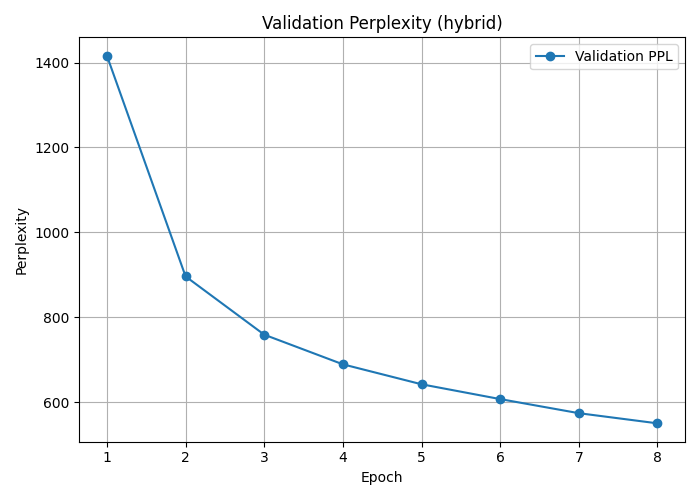 Validation Perplexity (hybrid)
Validation PPL
1400
1200
1000
800
600
Perplexity
1 2 3 4 5 6 7 8
Epoch